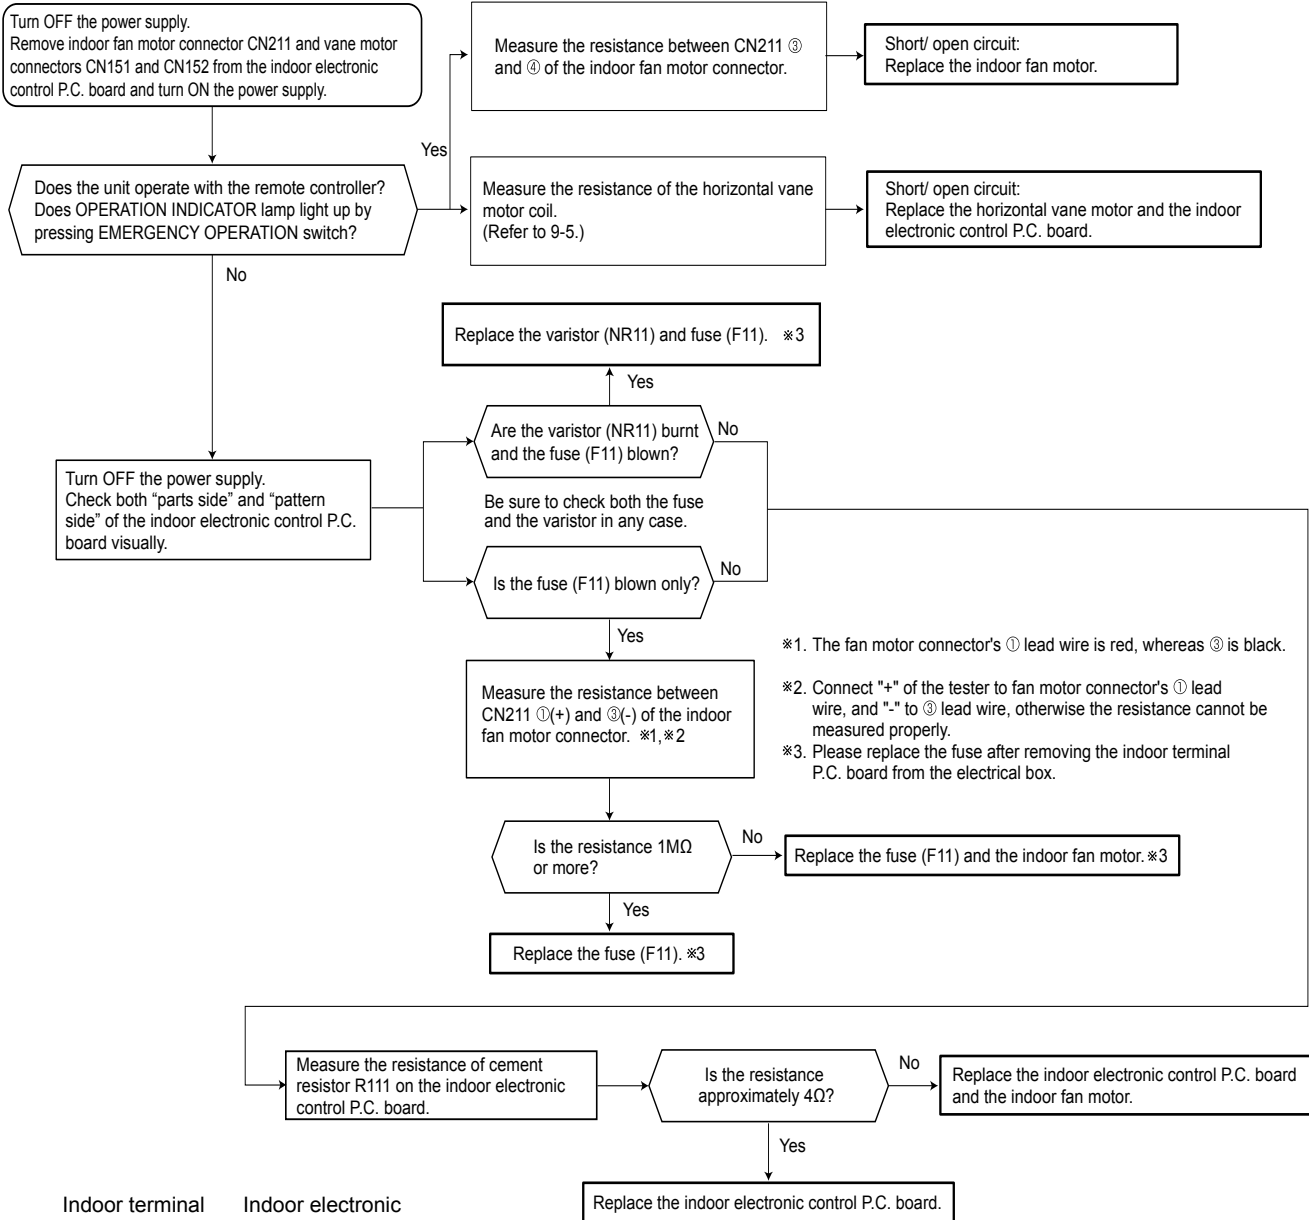 Turn OFF the power supply.
Remove indoor fan motor connector CN211 and vane motor
connectors CN151 and CN152 from the indoor electronic
control P.C. board and turn ON the power supply.
Measure the resistance between CN211 ③
and ④ of the indoor fan motor connector.
Short/ open circuit:
Replace the indoor fan motor.
Yes
Does the unit operate with the remote controller?
Does OPERATION INDICATOR lamp light up by
pressing EMERGENCY OPERATION switch?
Measure the resistance of the horizontal vane
motor coil.
(Refer to 9-5.)
Short/ open circuit:
Replace the horizontal vane motor and the indoor
electronic control P.C. board.
No
Replace the varistor (NR11) and fuse (F11). ※3
Yes
Are the varistor (NR11) burnt
and the fuse (F11) blown?
No
Turn OFF the power supply.
Check both “parts side” and “pattern
side” of the indoor electronic control P.C.
board visually.
Be sure to check both the fuse
and the varistor in any case.
Is the fuse (F11) blown only?
No
Yes
※1. The fan motor connector's ① lead wire is red, whereas ③ is black.
※2. Connect "+" of the tester to fan motor connector's ① lead
wire, and "-" to ③ lead wire, otherwise the resistance cannot be
measured properly.
※3. Please replace the fuse after removing the indoor terminal
P.C. board from the electrical box.
Measure the resistance between
CN211 ①(+) and ③(-) of the indoor
fan motor connector. ※1,※2
Is the resistance 1MΩ
or more?
No
Replace the fuse (F11) and the indoor fan motor.※3
Yes
Replace the fuse (F11). ※3
Measure the resistance of cement
resistor R111 on the indoor electronic
control P.C. board.
Is the resistance
approximately 4Ω?
No
Replace the indoor electronic control P.C. board
and the indoor fan motor.
Yes
Replace the indoor electronic control P.C. board.
Indoor terminal Indoor electronic